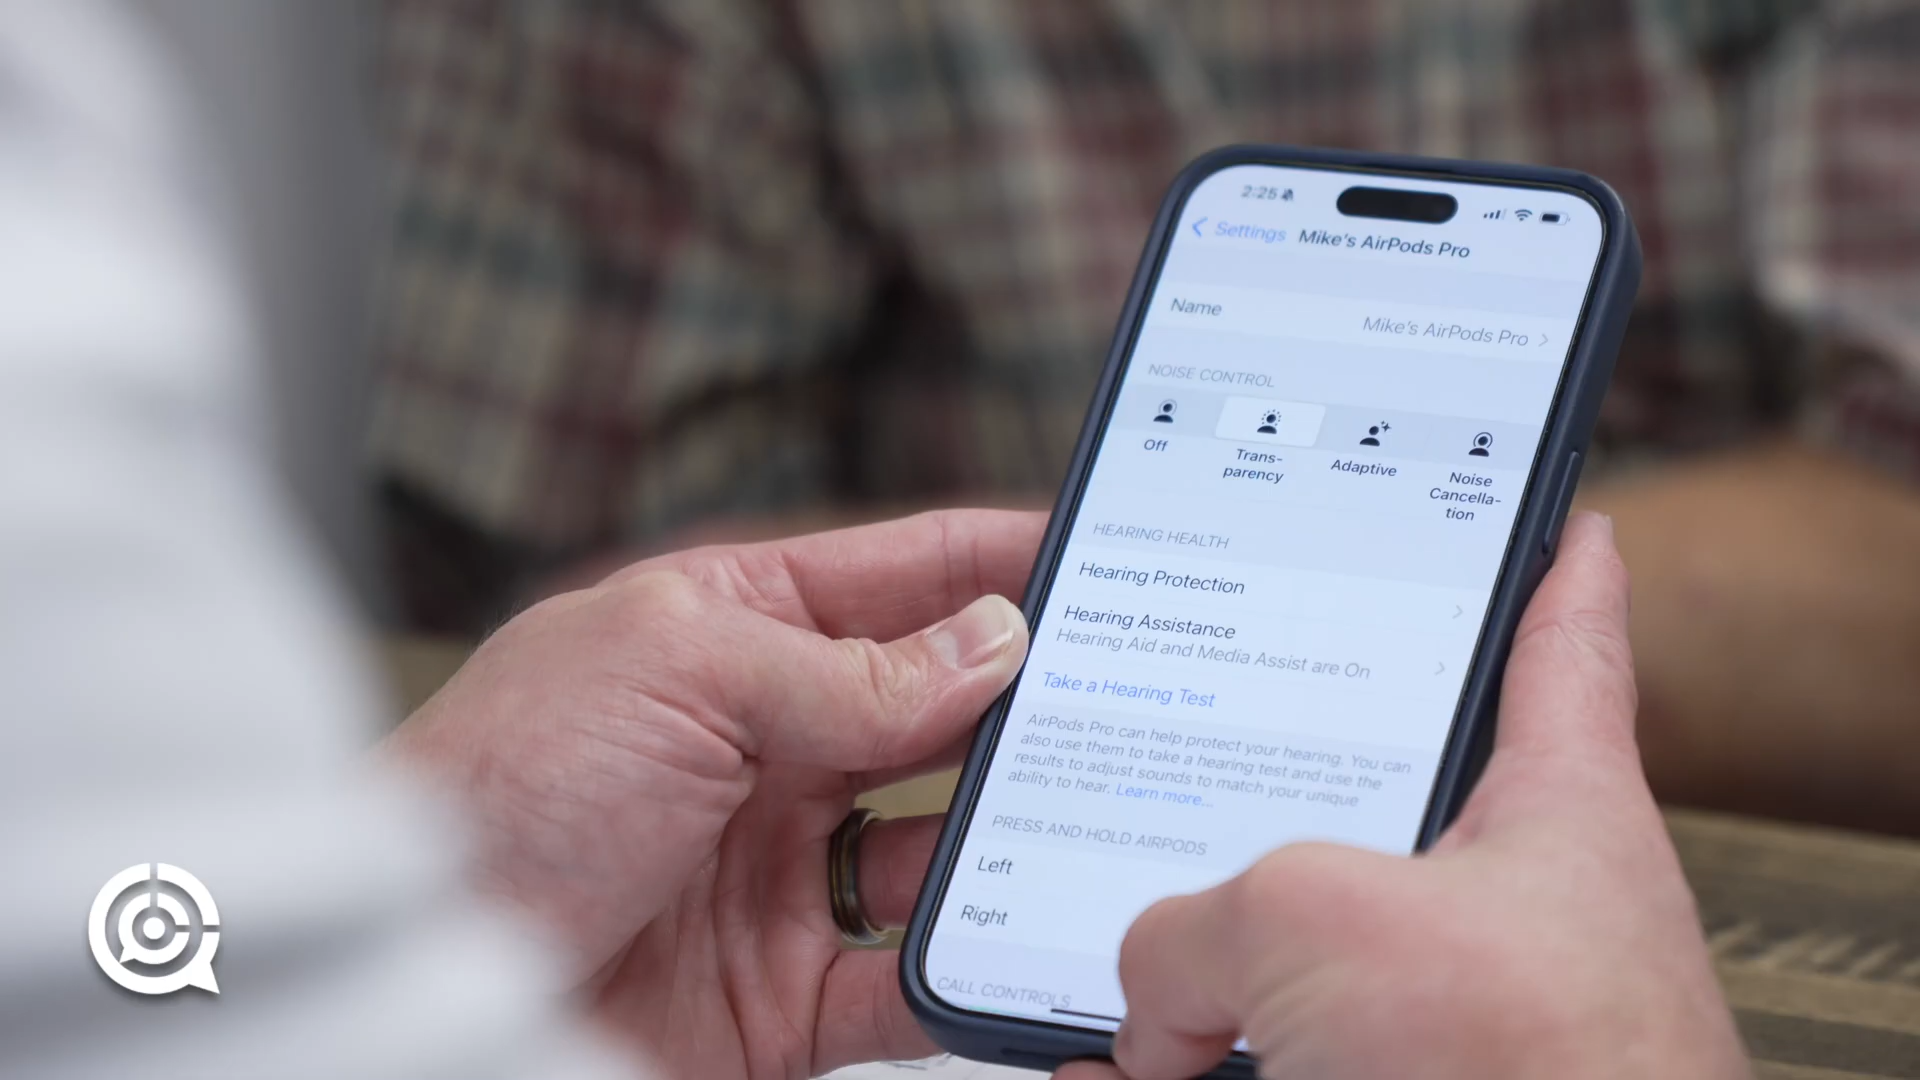 2:25
Settings Mike's AirPods Pro
Name Mike's AirPods Pro
NOISE CONTROL
Off
Trans-
parency
Adaptive
Noise
Cancella-
tion
HEARING HEALTH
Hearing Protection
Hearing Assistance
Hearing Aid and Media Assist are On
Take a Hearing Test
AirPods Pro can help protect your hearing. You can
also use them to take a hearing test and use the
results to adjust sounds to match your unique
ability to hear. Learn more...
PRESS AND HOLD AIRPODS
Left
Right
CALL CONTROLS